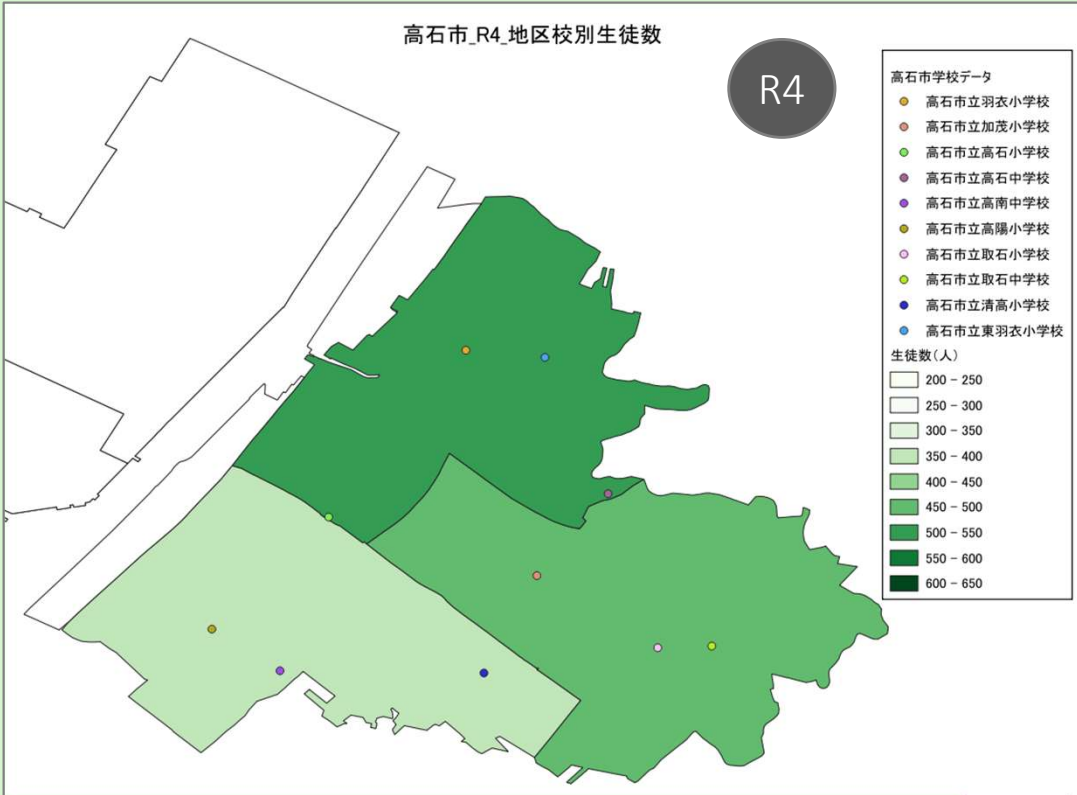 高石市_R4_地区校別生徒数
R4
高石市学校データ
高石市立羽衣小学校
高石市立加茂小学校
高石市立高石小学校
高石市立高石中学校
高石市立高南中学校
高石市立高陽小学校
高石市立取石小学校
高石市立取石中学校
高石市立清高小学校
高石市立東羽衣小学校
生徒数(人)
200 - 250
250 - 300
300 - 350
350 - 400
400 - 450
450 - 500
500 - 550
550 - 600
600 - 650